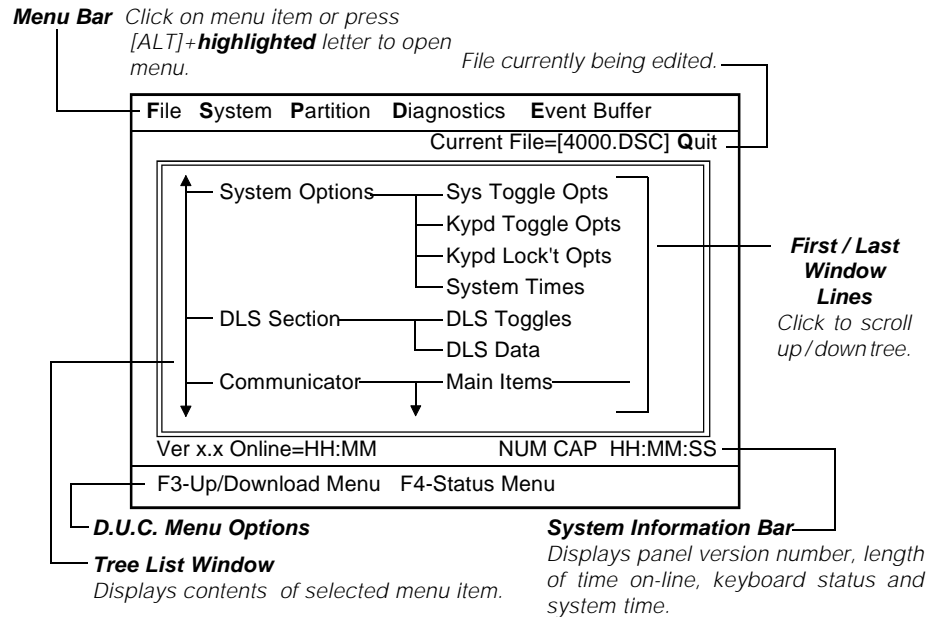 Menu Bar Click on menu item or press
[ALT]+highlighted letter to open
menu.
File currently being edited.
File System Partition Diagnostics Event Buffer
Current File=[4000.DSC] Quit
System Options
Sys Toggle Opts
Kypd Toggle Opts
Kypd Lock't Opts
System Times
DLS Section
DLS Toggles
DLS Data
Communicator
Main Items
First / Last
Window
Lines
Click to scroll
up/down tree.
Ver x.x Online=HH:MM NUM CAP HH:MM:SS
F3-Up/Download Menu F4-Status Menu
D.U.C. Menu Options
Tree List Window
Displays contents of selected menu item.
System Information Bar
Displays panel version number, length
of time on-line, keyboard status and
system time.